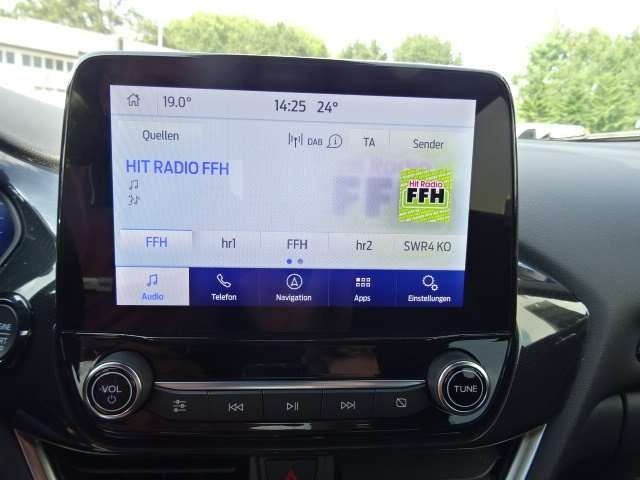 19.0° 14:25 24°
Quellen DAB TA Sender
HIT RADIO FFH
Hit Radio
FFH
FFH hr1 FFH hr2 SWR4 KO
Audio Telefon Navigation Apps Einstellungen
VOL TUNE
ENGINE